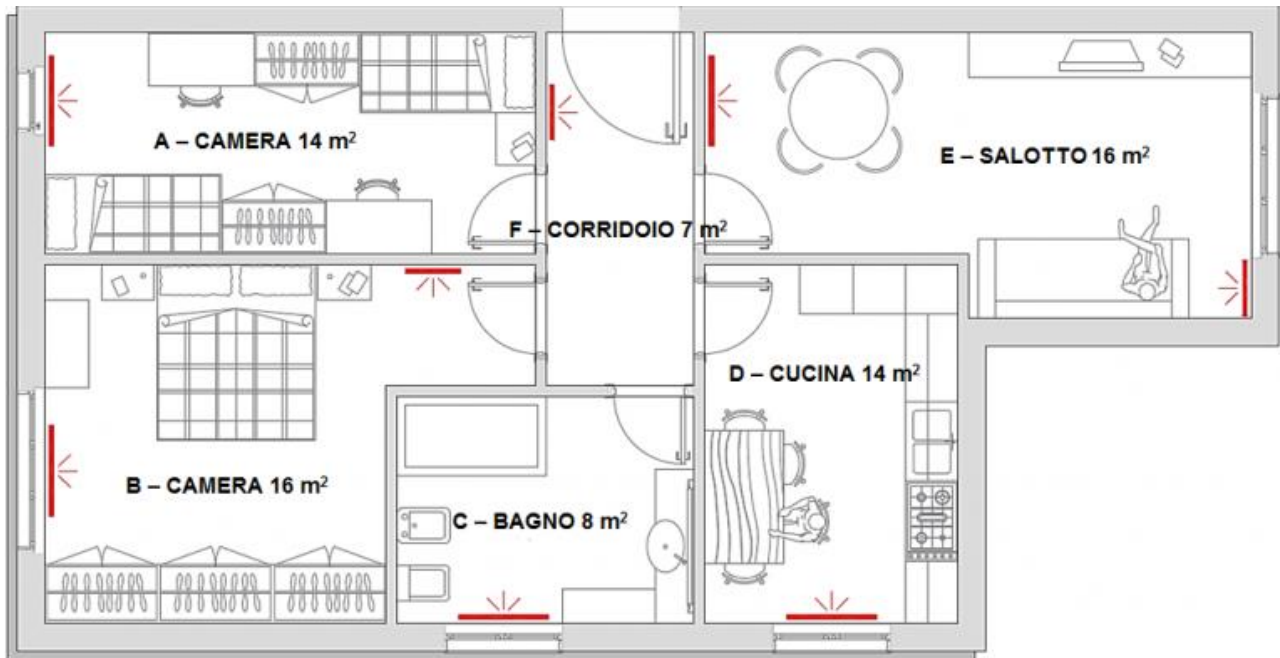 A – CAMERA 14 m²
E – SALOTTO 16 m²
F – CORRIDOIO 7 m²
D – CUCINA 14 m²
B – CAMERA 16 m²
C – BAGNO 8 m²